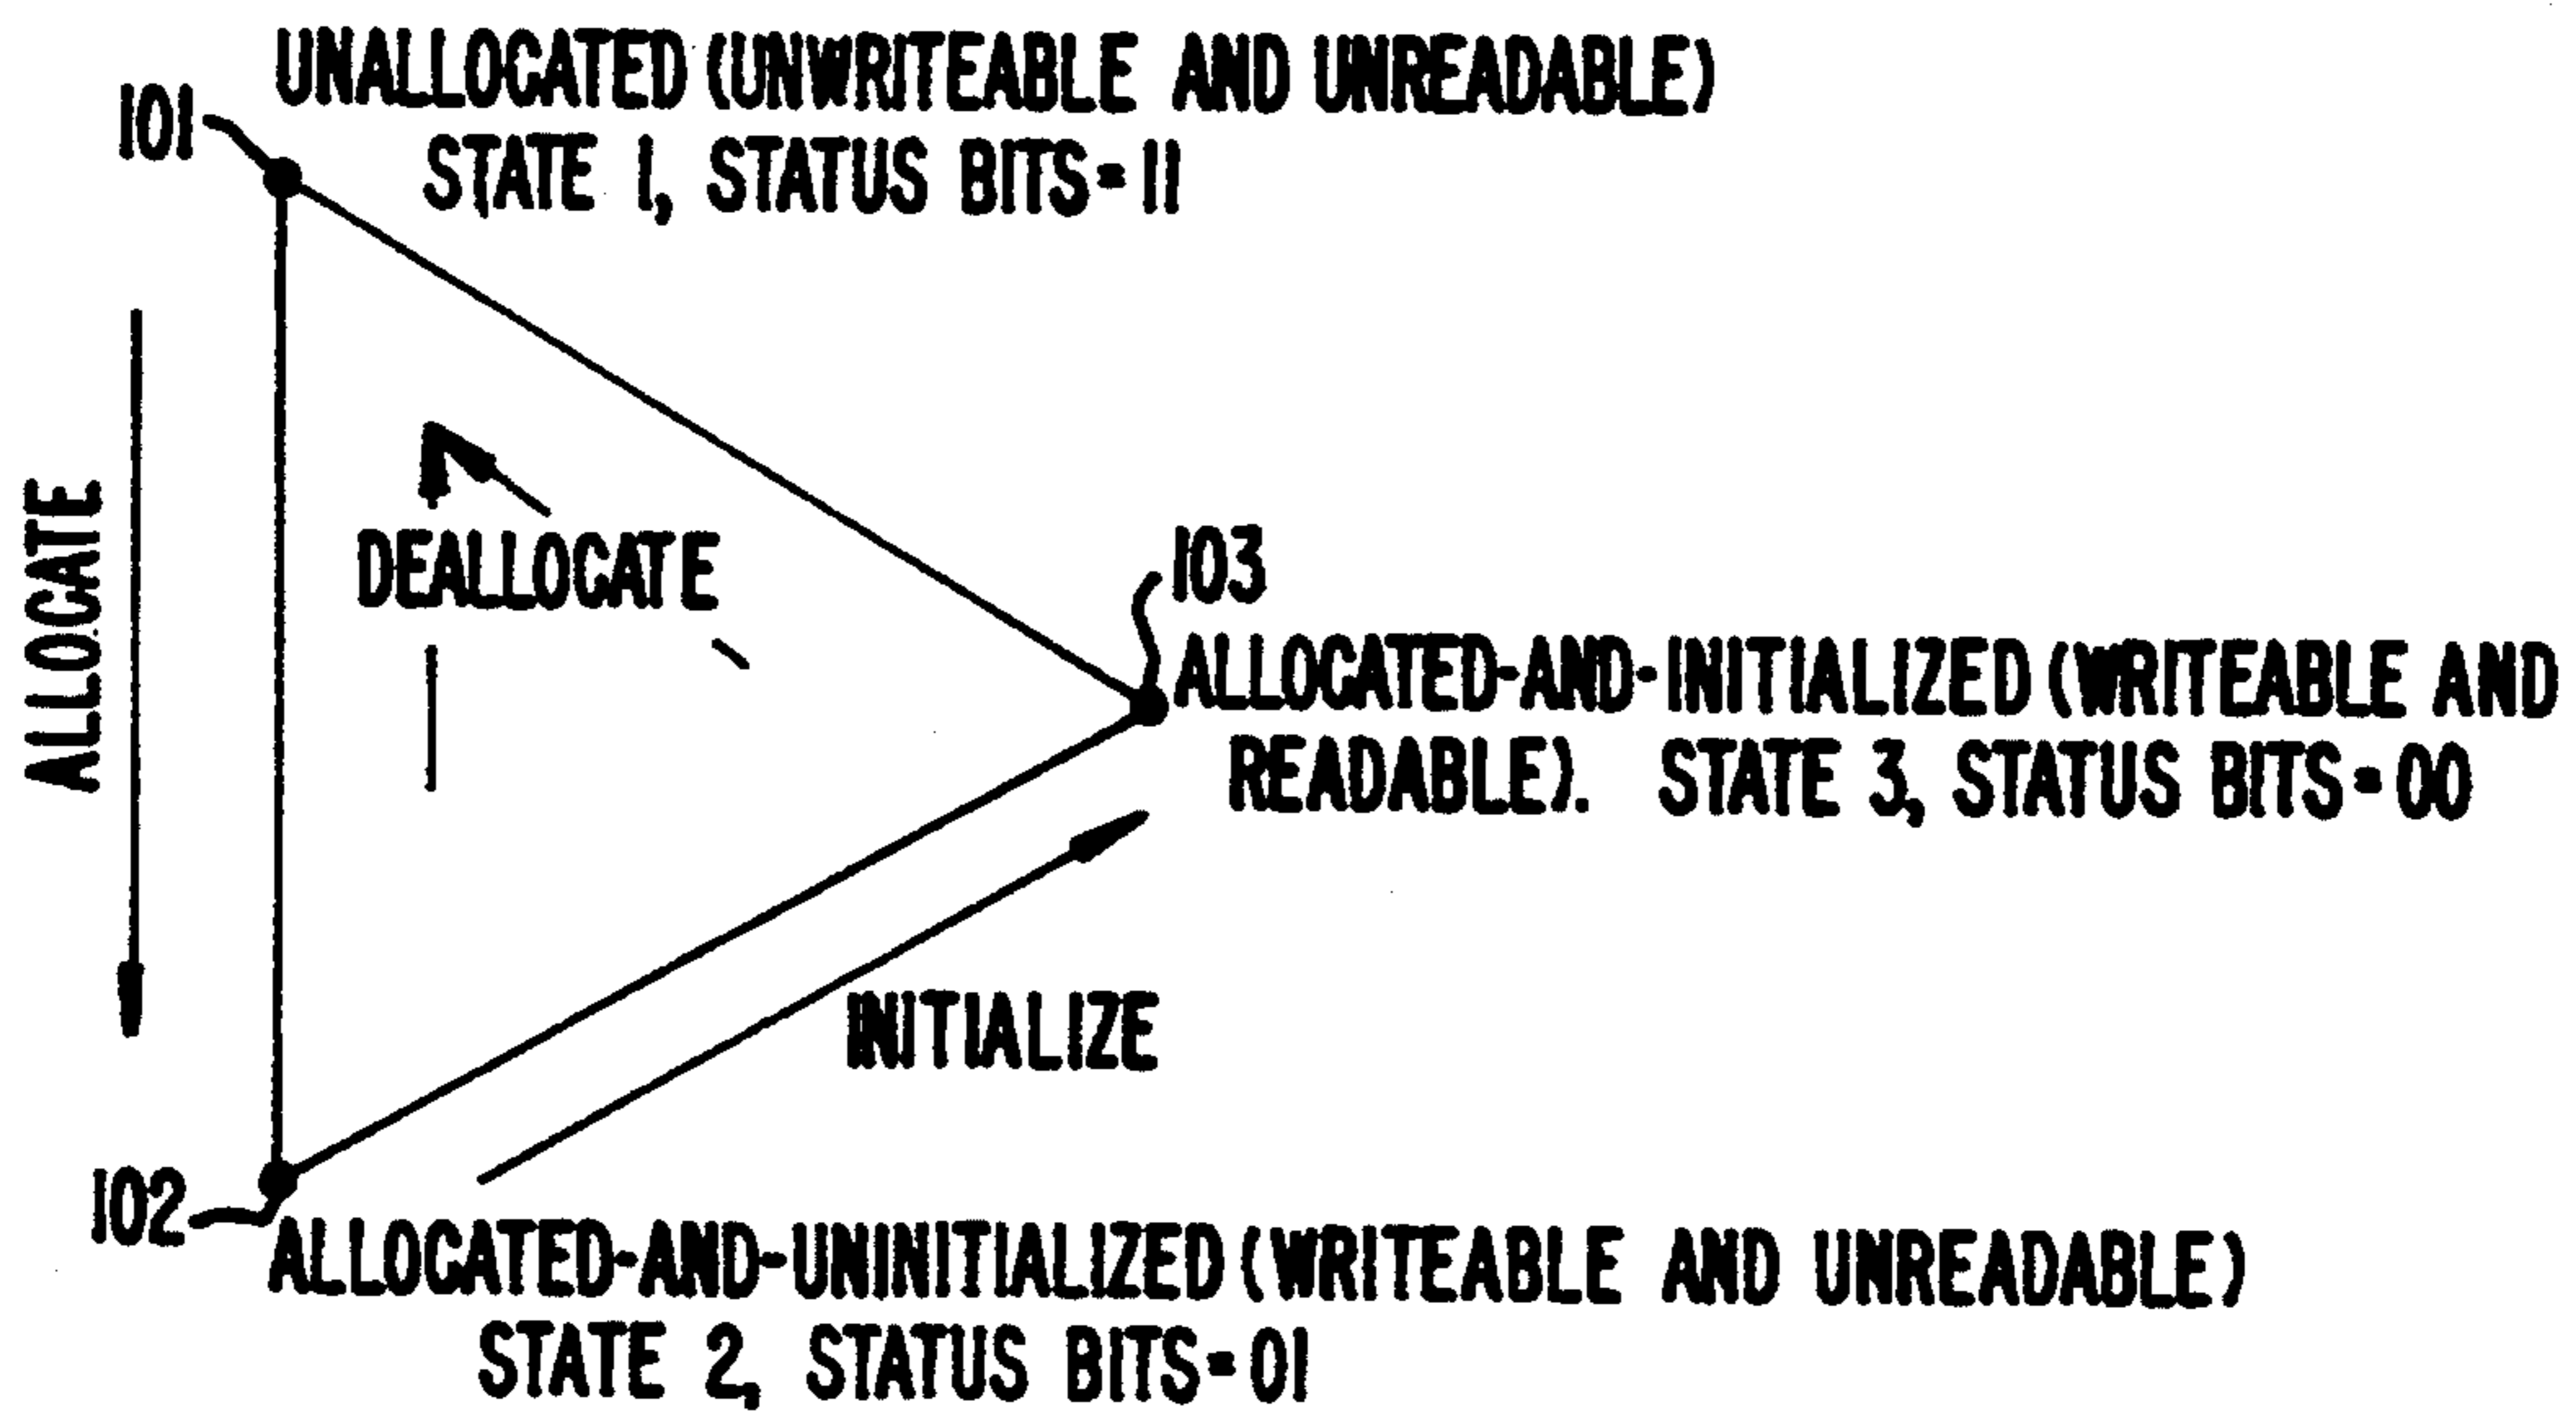 UNALLOCATED (UNWRITEABLE AND UNREADABLE)
101
STATE 1, STATUS BITS=11
ALLOCATE
DEALLOCATE
103
ALLOCATED-AND-INITIALIZED (WRITEABLE AND
READABLE). STATE 3, STATUS BITS=00
INITIALIZE
102
ALLOCATED-AND-UNINITIALIZED (WRITEABLE AND UNREADABLE)
STATE 2, STATUS BITS=01